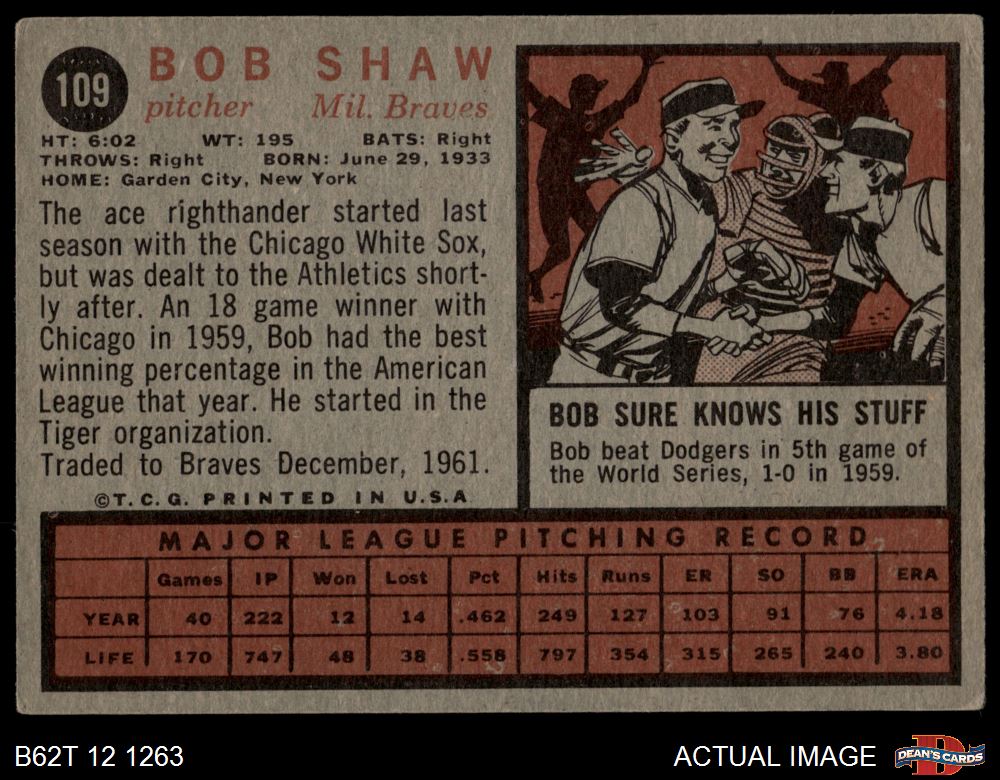 109
BOB SHAW
pitcher Mil. Braves
HT: 6:02 WT: 195 BATS: Right
THROWS: Right BORN: June 29, 1933
HOME: Garden City, New York
The ace righthander started last
season with the Chicago White Sox,
but was dealt to the Athletics short-
ly after. An 18 game winner with
Chicago in 1959, Bob had the best
winning percentage in the American
League that year. He started in the
Tiger organization.
Traded to Braves December, 1961.
©T.C.G. PRINTED IN U.S.A
BOB SURE KNOWS HIS STUFF
Bob beat Dodgers in 5th game of
the World Series, 1-0 in 1959.
MAJOR LEAGUE PITCHING RECORD
Games IP Won Lost Pct Hits Runs ER SO BB ERA
YEAR 40 222 12 14 .462 249 127 103 91 76 4.18
LIFE 170 747 48 38 .558 797 354 315 265 240 3.80
B62T 12 1263
ACTUAL IMAGE
D
DEAN'S CARDS